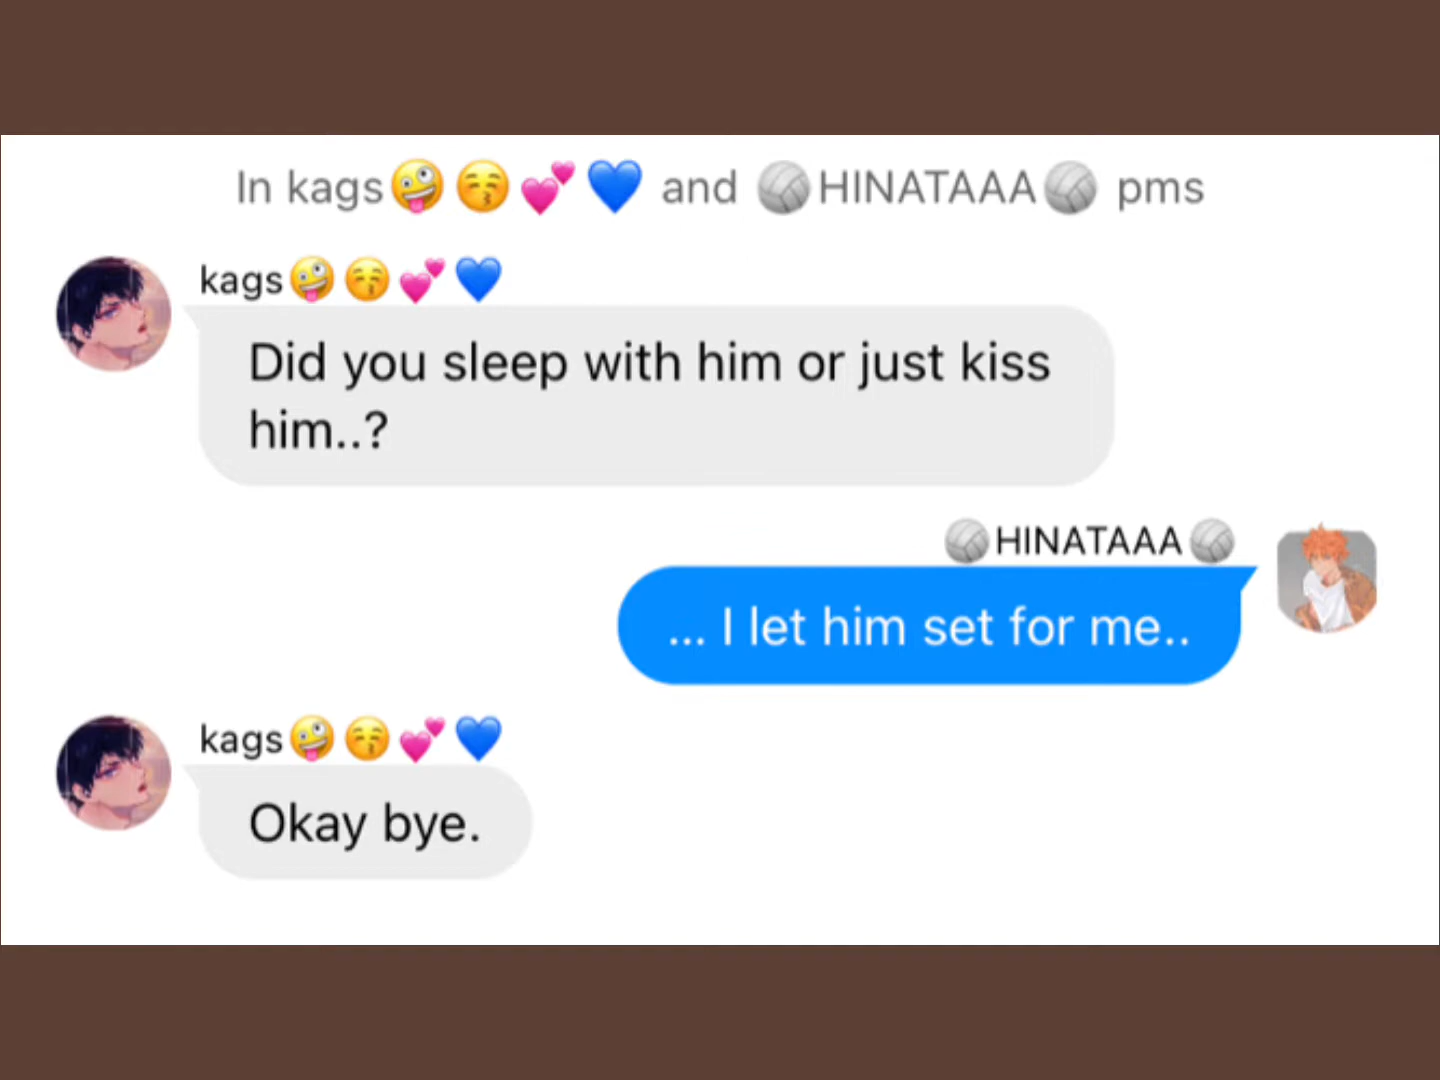 In kags🤪😚💕💙 and 🏐HINATAAA🏐 pms
kags🤪😚💕💙
Did you sleep with him or just kiss
him..?
🏐HINATAAA🏐
... I let him set for me..
kags🤪😚💕💙
Okay bye.